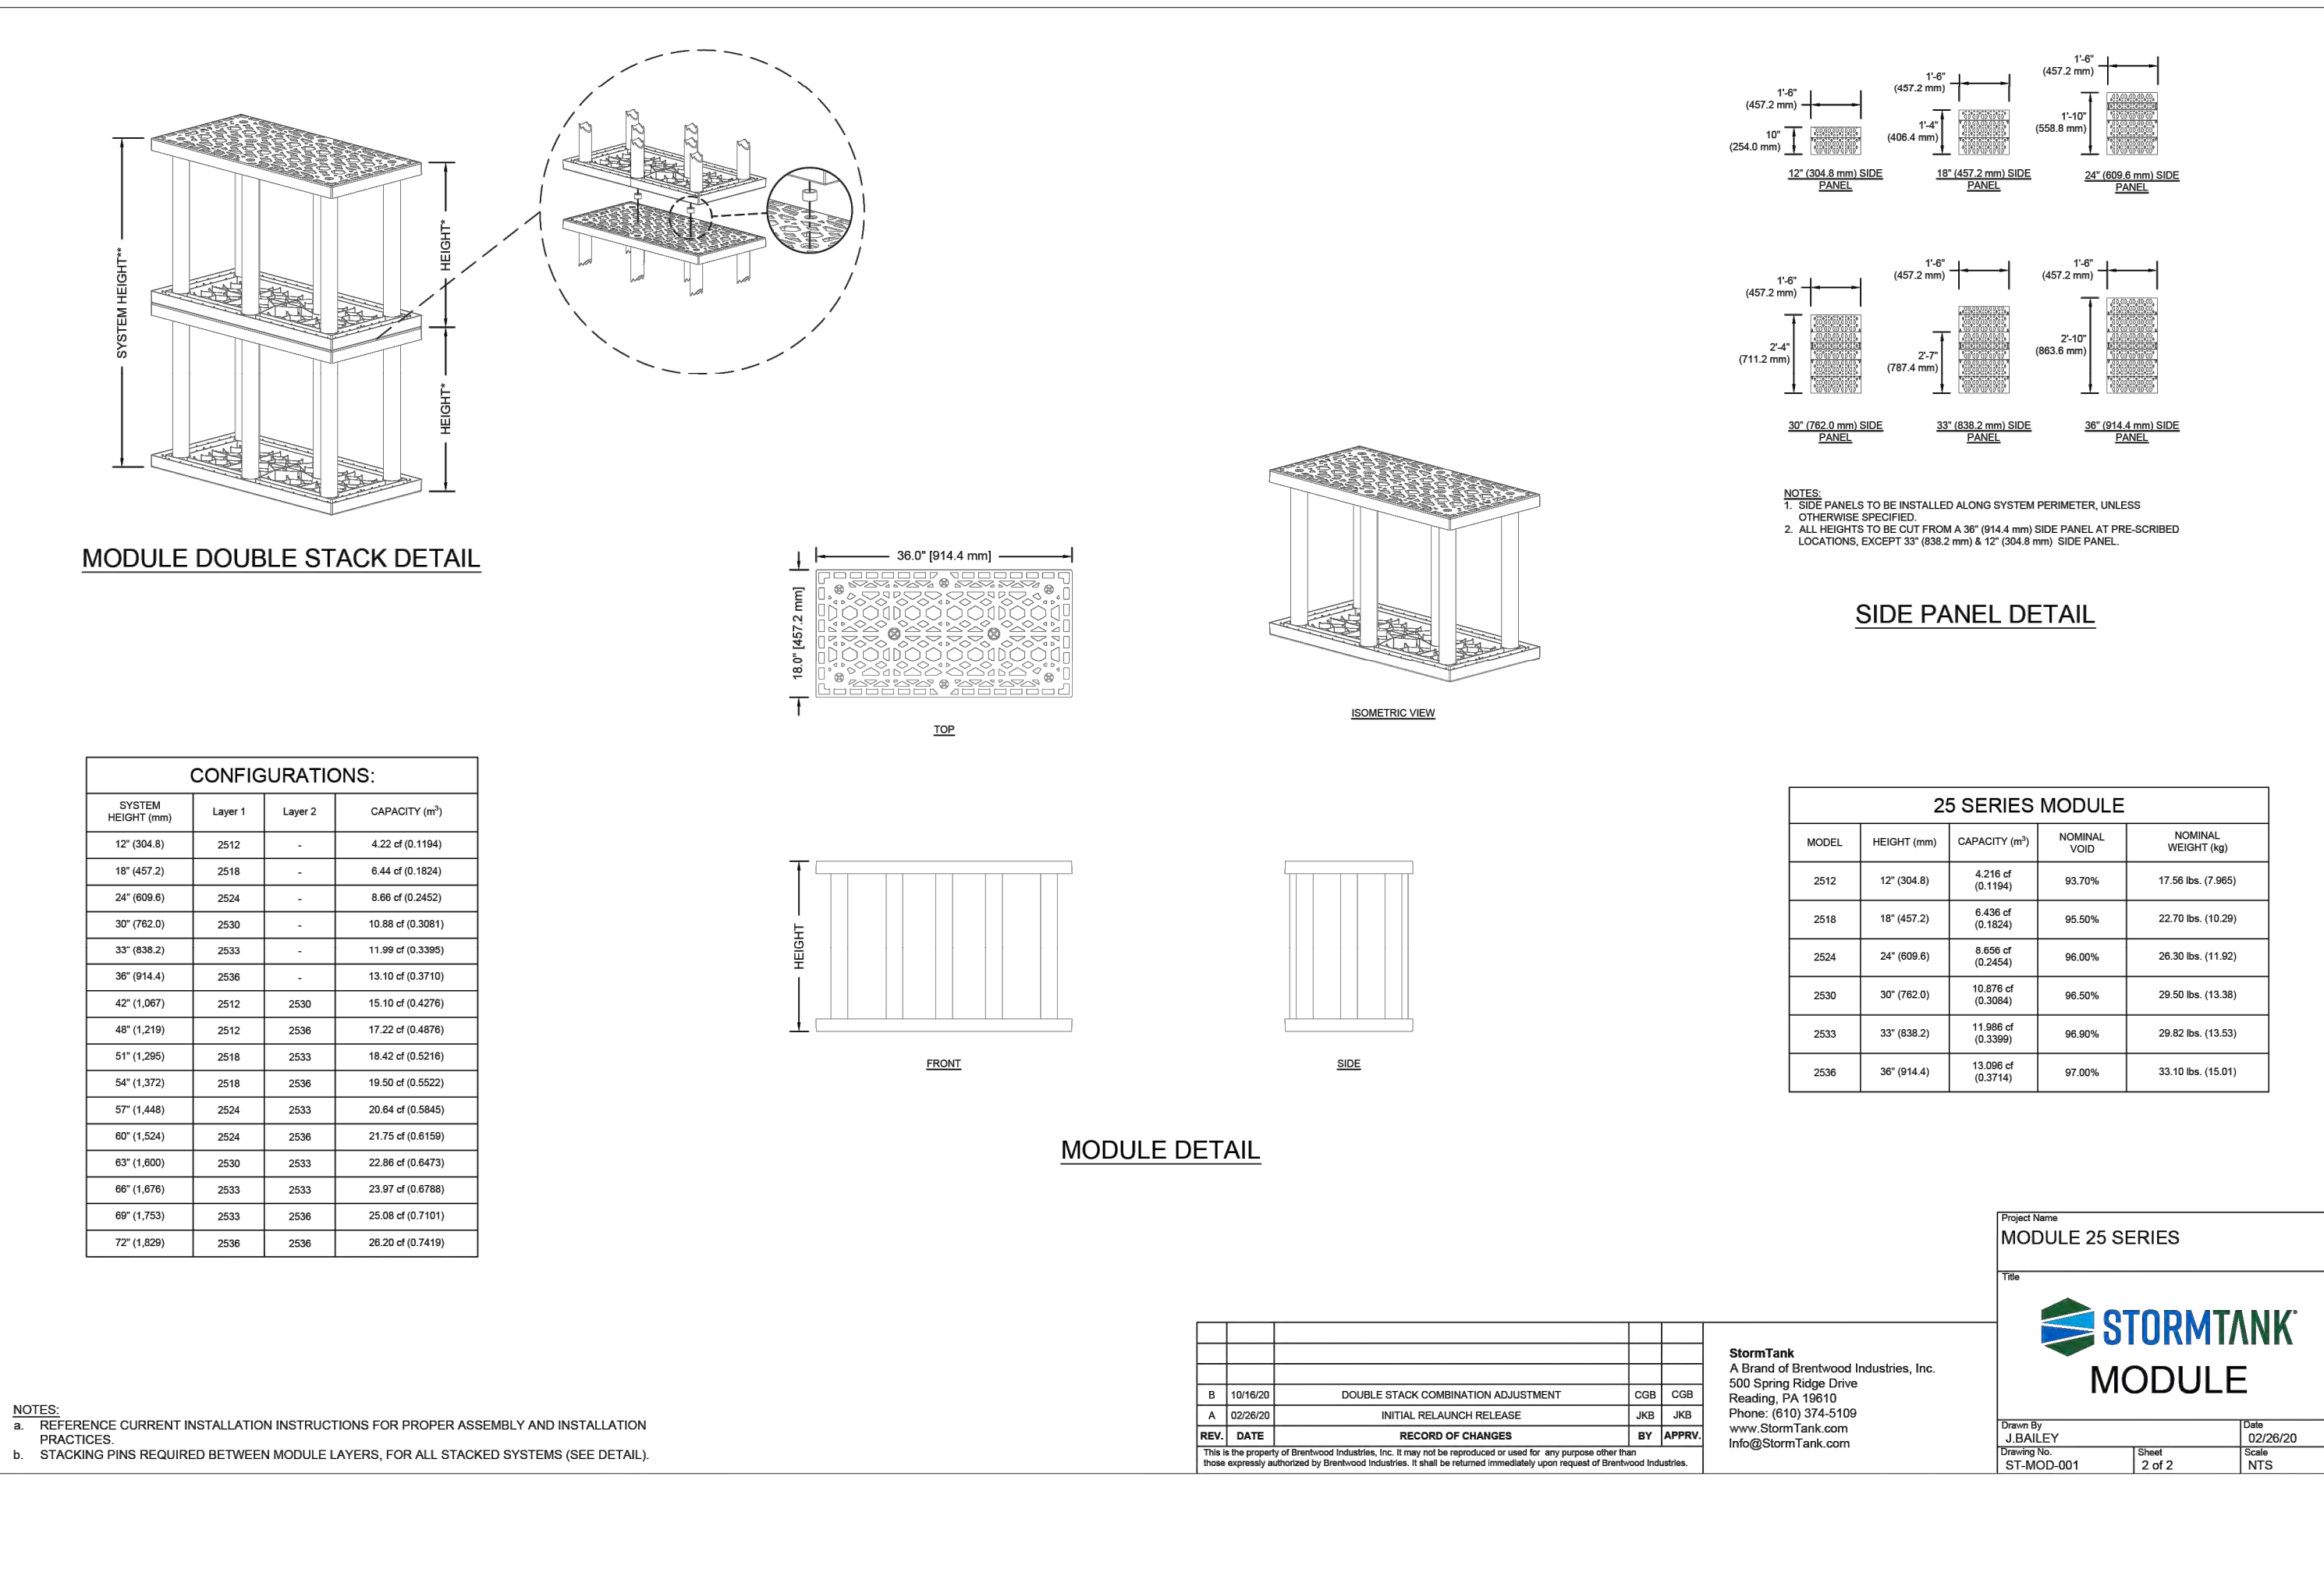 SYSTEM HEIGHT**
HEIGHT*
HEIGHT*
MODULE DOUBLE STACK DETAIL
1'-6"
(457.2 mm)
10"
(254.0 mm)
12" (304.8 mm) SIDE
PANEL
1'-6"
(457.2 mm)
1'-4"
(406.4 mm)
18" (457.2 mm) SIDE
PANEL
1'-6"
(457.2 mm)
1'-10"
(558.8 mm)
24" (609.6 mm) SIDE
PANEL
1'-6"
(457.2 mm)
2'-4"
(711.2 mm)
30" (762.0 mm) SIDE
PANEL
1'-6"
(457.2 mm)
2'-7"
(787.4 mm)
33" (838.2 mm) SIDE
PANEL
1'-6"
(457.2 mm)
2'-10"
(863.6 mm)
36" (914.4 mm) SIDE
PANEL
NOTES:
1. SIDE PANELS TO BE INSTALLED ALONG SYSTEM PERIMETER, UNLESS
OTHERWISE SPECIFIED.
2. ALL HEIGHTS TO BE CUT FROM A 36" (914.4 mm) SIDE PANEL AT PRE-SCRIBED
LOCATIONS, EXCEPT 33" (838.2 mm) & 12" (304.8 mm) SIDE PANEL.
SIDE PANEL DETAIL
36.0" [914.4 mm]
18.0" [457.2 mm]
TOP
ISOMETRIC VIEW
HEIGHT
FRONT
SIDE
MODULE DETAIL
CONFIGURATIONS:
SYSTEM HEIGHT (mm) Layer 1 Layer 2 CAPACITY (m³)
12" (304.8) 2512 - 4.22 cf (0.1194)
18" (457.2) 2518 - 6.44 cf (0.1824)
24" (609.6) 2524 - 8.66 cf (0.2452)
30" (762.0) 2530 - 10.88 cf (0.3081)
33" (838.2) 2533 - 11.99 cf (0.3395)
36" (914.4) 2536 - 13.10 cf (0.3710)
42" (1,067) 2512 2530 15.10 cf (0.4276)
48" (1,219) 2512 2536 17.22 cf (0.4876)
51" (1,295) 2518 2533 18.42 cf (0.5216)
54" (1,372) 2518 2536 19.50 cf (0.5522)
57" (1,448) 2524 2533 20.64 cf (0.5845)
60" (1,524) 2524 2536 21.75 cf (0.6159)
63" (1,600) 2530 2533 22.86 cf (0.6473)
66" (1,676) 2533 2533 23.97 cf (0.6788)
69" (1,753) 2533 2536 25.08 cf (0.7101)
72" (1,829) 2536 2536 26.20 cf (0.7419)
25 SERIES MODULE
MODEL HEIGHT (mm) CAPACITY (m³) NOMINAL VOID NOMINAL WEIGHT (kg)
2512 12" (304.8) 4.216 cf (0.1194) 93.70% 17.56 lbs. (7.965)
2518 18" (457.2) 6.436 cf (0.1824) 95.50% 22.70 lbs. (10.29)
2524 24" (609.6) 8.656 cf (0.2454) 96.00% 26.30 lbs. (11.92)
2530 30" (762.0) 10.876 cf (0.3084) 96.50% 29.50 lbs. (13.38)
2533 33" (838.2) 11.986 cf (0.3399) 96.90% 29.82 lbs. (13.53)
2536 36" (914.4) 13.096 cf (0.3714) 97.00% 33.10 lbs. (15.01)
NOTES:
a. REFERENCE CURRENT INSTALLATION INSTRUCTIONS FOR PROPER ASSEMBLY AND INSTALLATION
PRACTICES.
b. STACKING PINS REQUIRED BETWEEN MODULE LAYERS, FOR ALL STACKED SYSTEMS (SEE DETAIL).
B 10/16/20 DOUBLE STACK COMBINATION ADJUSTMENT CGB CGB
A 02/26/20 INITIAL RELAUNCH RELEASE JKB JKB
REV. DATE RECORD OF CHANGES BY APPRV.
This is the property of Brentwood Industries, Inc. It may not be reproduced or used for any purpose other than
those expressly authorized by Brentwood Industries. It shall be returned immediately upon request of Brentwood Industries.
StormTank
A Brand of Brentwood Industries, Inc.
500 Spring Ridge Drive
Reading, PA 19610
Phone: (610) 374-5109
www.StormTank.com
Info@StormTank.com
Project Name
MODULE 25 SERIES
Title
STORMTANK®
MODULE
Drawn By Date
J.BAILEY 02/26/20
Drawing No. Sheet Scale
ST-MOD-001 2 of 2 NTS